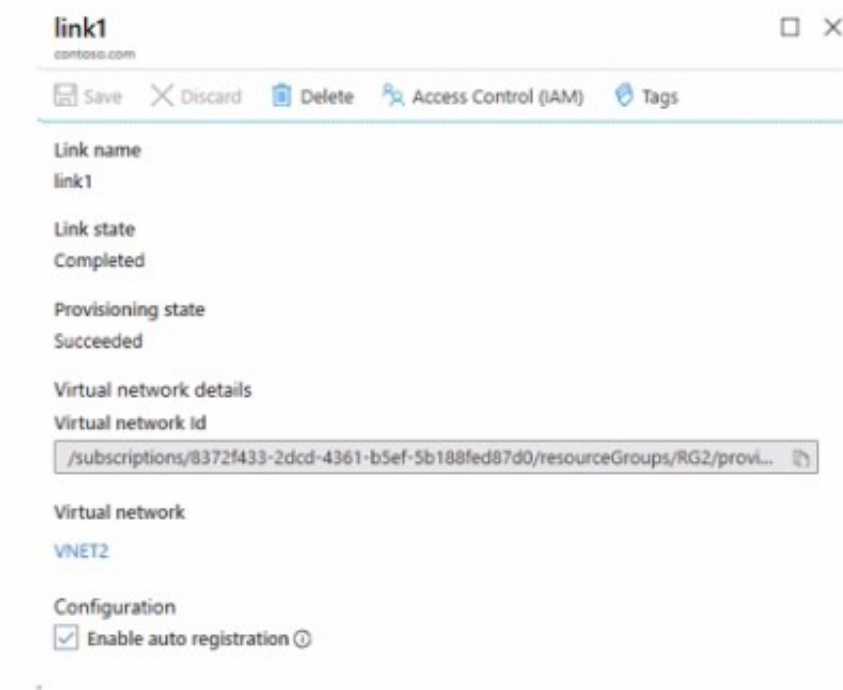 link1
contoso.com
Save Discard Delete Access Control (IAM) Tags
Link name
link1
Link state
Completed
Provisioning state
Succeeded
Virtual network details
Virtual network Id
/subscriptions/8372f433-2dcd-4361-b5ef-5b188fed87d0/resourceGroups/RG2/provi...
Virtual network
VNET2
Configuration
Enable auto registration